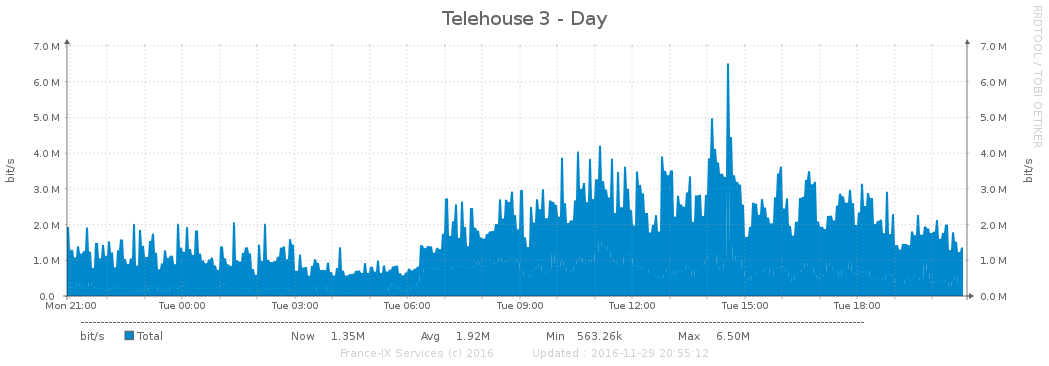 Telehouse 3 - Day
RRDTOOL / TOBI OETIKER
bit/s
bit/s
7.0 M 7.0 M
6.0 M 6.0 M
5.0 M 5.0 M
4.0 M 4.0 M
3.0 M 3.0 M
2.0 M 2.0 M
1.0 M 1.0 M
0.0 0.0 M
Mon 21:00 Tue 00:00 Tue 03:00 Tue 06:00 Tue 09:00 Tue 12:00 Tue 15:00 Tue 18:00
bit/s Total Now 1.35M Avg 1.92M Min 563.26k Max 6.50M
France-IX Services (c) 2016 Updated : 2016-11-29 20:55:12